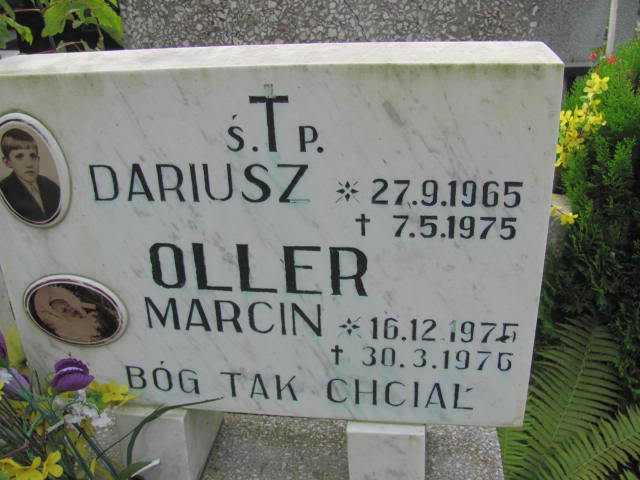 Ś. P.
DARIUSZ * 27.9.1965
† 7.5.1975
OLLER
MARCIN * 16.12.1975
† 30.3.1976
BÓG TAK CHCIAŁ